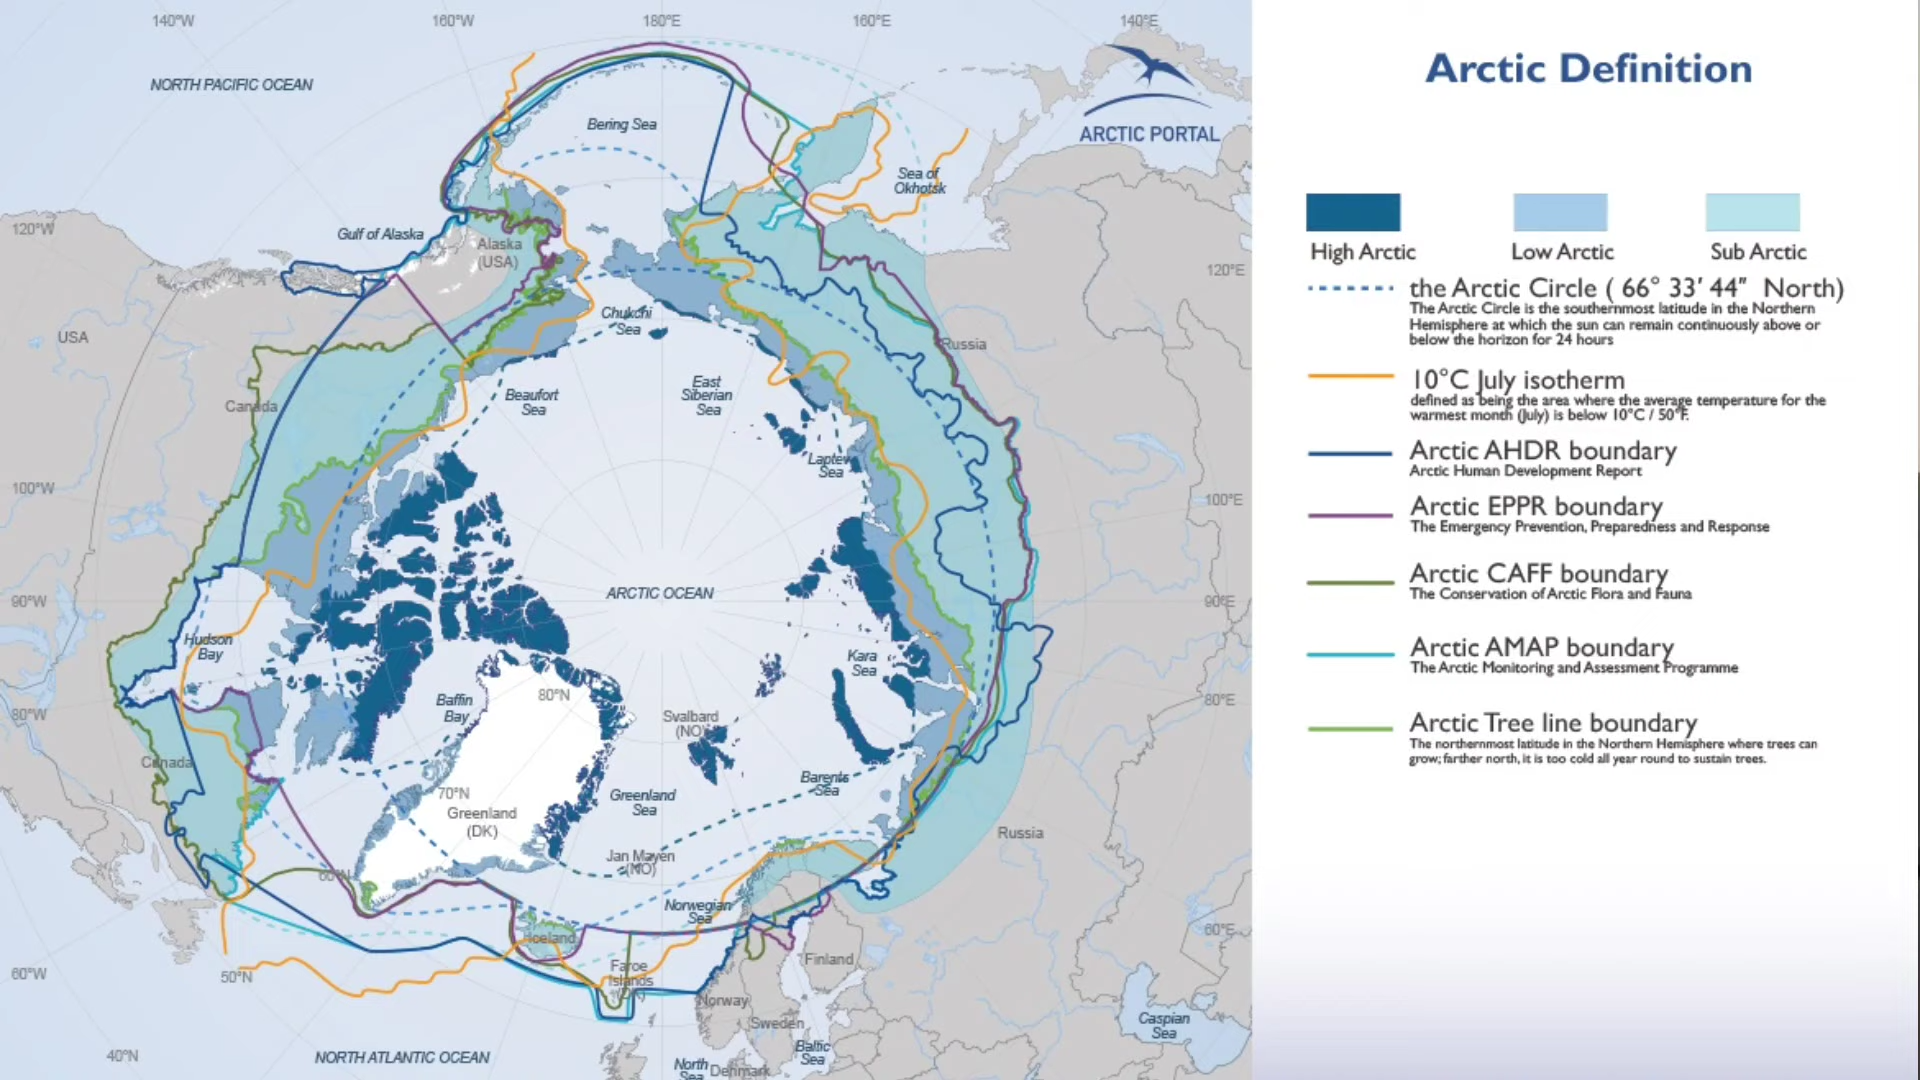 140°W
160°W
180°E
160°E
140°E
NORTH PACIFIC OCEAN
Bering Sea
ARCTIC PORTAL
Sea of
Okhotsk
120°W
Gulf of Alaska
Alaska
(USA)
120°E
Chukchi
Sea
USA
Russia
Canada
Beaufort
Sea
East
Siberian
Sea
Laptev
Sea
100°W
100°E
ARCTIC OCEAN
90°W
90°E
Hudson
Bay
Kara
Sea
Baffin
Bay
80°N
80°W
80°E
Svalbard
(NO)
Canada
70°N
Greenland
(DK)
Greenland
Sea
Barents
Sea
Russia
Jan Mayen
(NO)
60°N
Norwegian
Sea
Iceland
60°E
Finland
Faroe
Islands
(DK)
60°W
50°N
Norway
Sweden
Caspian
Sea
Baltic
Sea
40°N
NORTH ATLANTIC OCEAN
North
Sea
Denmark
Arctic Definition
High Arctic
Low Arctic
Sub Arctic
the Arctic Circle ( 66° 33′ 44″ North)
The Arctic Circle is the southernmost latitude in the Northern
Hemisphere at which the sun can remain continuously above or
below the horizon for 24 hours
10°C July isotherm
defined as being the area where the average temperature for the
warmest month (July) is below 10°C / 50°F.
Arctic AHDR boundary
Arctic Human Development Report
Arctic EPPR boundary
The Emergency Prevention, Preparedness and Response
Arctic CAFF boundary
The Conservation of Arctic Flora and Fauna
Arctic AMAP boundary
The Arctic Monitoring and Assessment Programme
Arctic Tree line boundary
The northernmost latitude in the Northern Hemisphere where trees can
grow; farther north, it is too cold all year round to sustain trees.